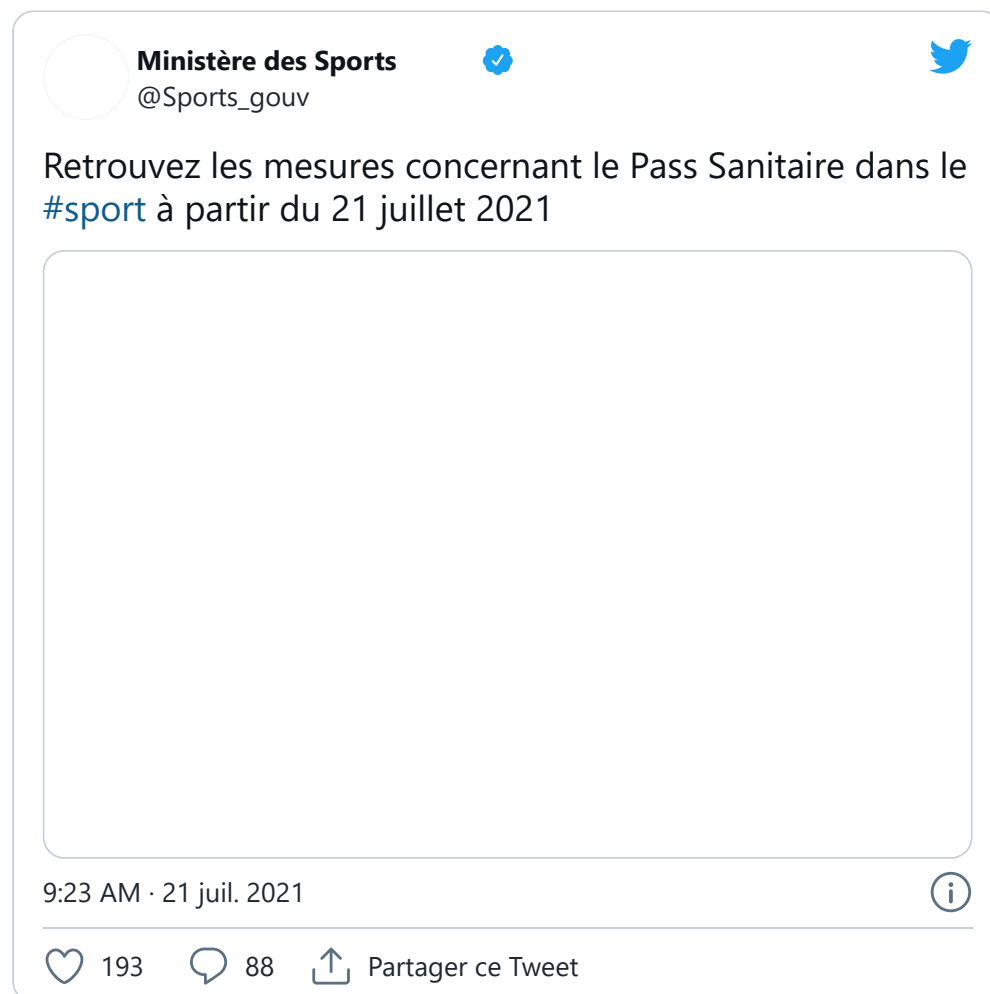 Ministère des Sports
@Sports_gouv
Retrouvez les mesures concernant le Pass Sanitaire dans le
#sport à partir du 21 juillet 2021
9:23 AM · 21 juil. 2021
193 88 Partager ce Tweet